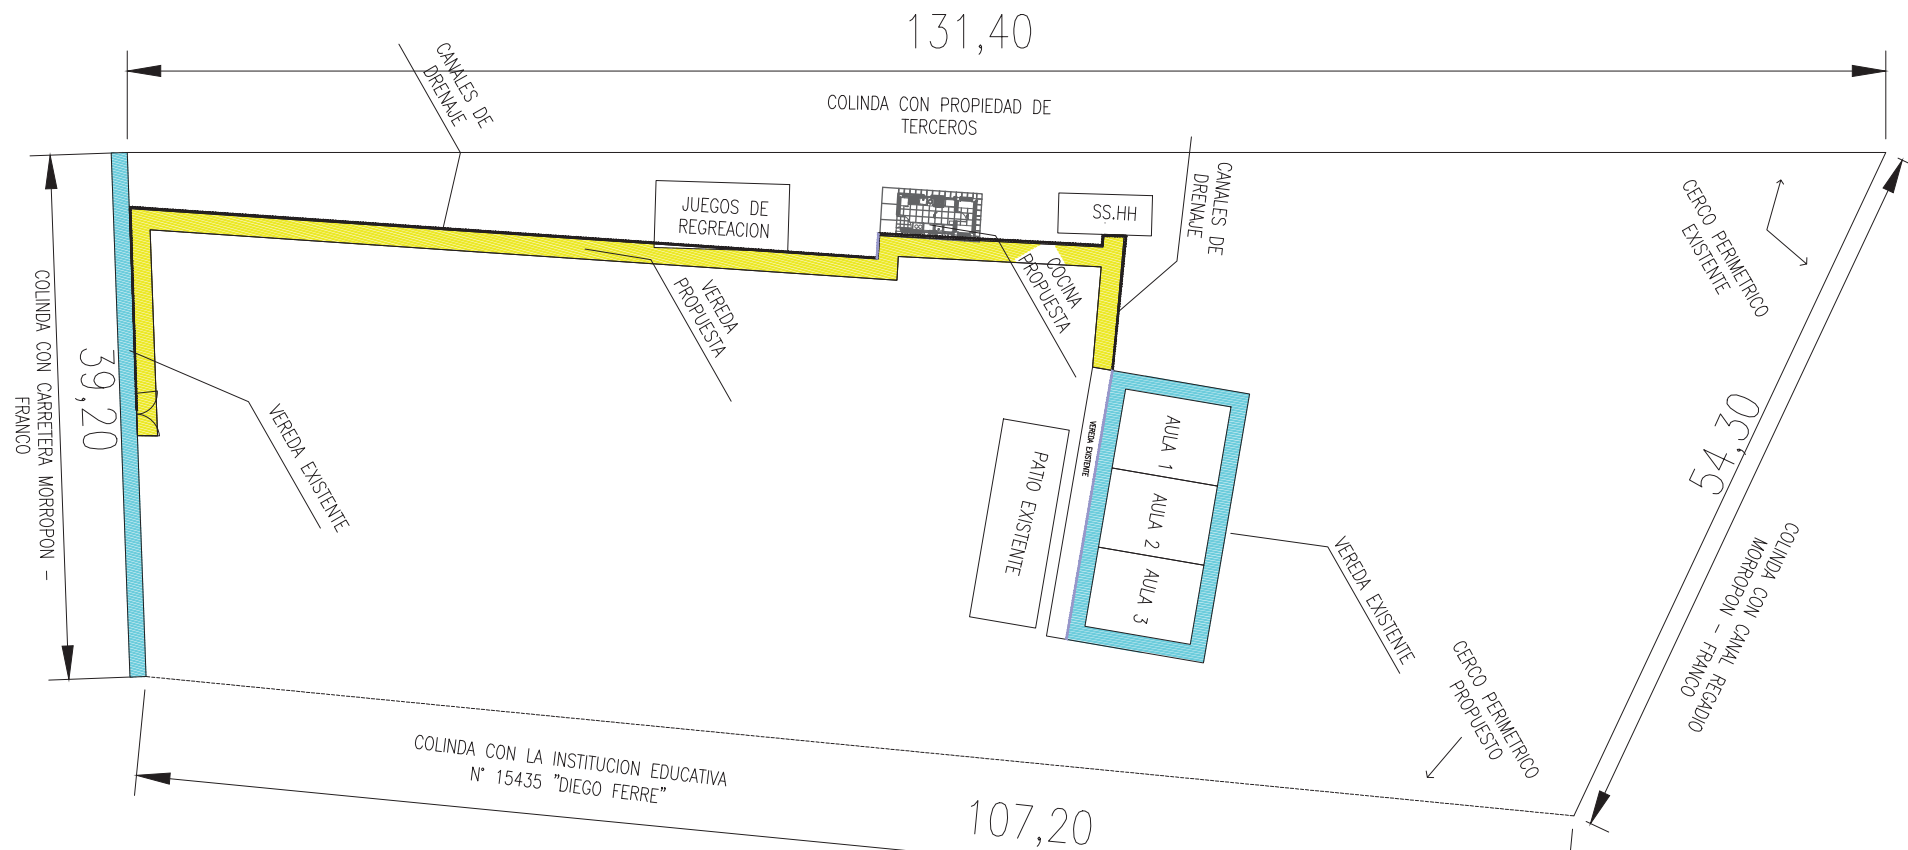 131,40
CANALES DE
DRENAJE
COLINDA CON PROPIEDAD DE
TERCEROS
CANALES DE
DRENAJE
CERCO PERIMETRICO
EXISTENTE
JUEGOS DE
REGREACION
SS.HH
COCINA
PROPUESTA
VEREDA
PROPUESTA
COLINDA CON CARRETERA MORROPON -
FRANCO
39,20
VEREDA EXISTENTE
VEREDA EXISTENTE
PATIO EXISTENTE
AULA 1
AULA 2
AULA 3
VEREDA EXISTENTE
54,30
COLINDA CON CANAL REGADIO
MORROPON - FRANCO
CERCO PERIMETRICO
PROPUESTO
COLINDA CON LA INSTITUCION EDUCATIVA
N° 15435 "DIEGO FERRE"
107,20